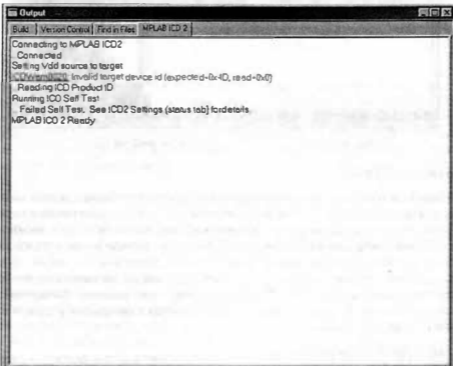 Output
Build Version Control Find in Files MPLAB ICD 2
Connecting to MPLAB ICD2
Connected
Setting Vdd source to target
ICDWarn0020: Invalid target device id (expected=0x4D, read=0x0)
Reading ICD Product ID
Running ICD Self Test
Failed Self Test. See ICD2 Settings (status tab) for details.
MPLAB ICD 2 Ready